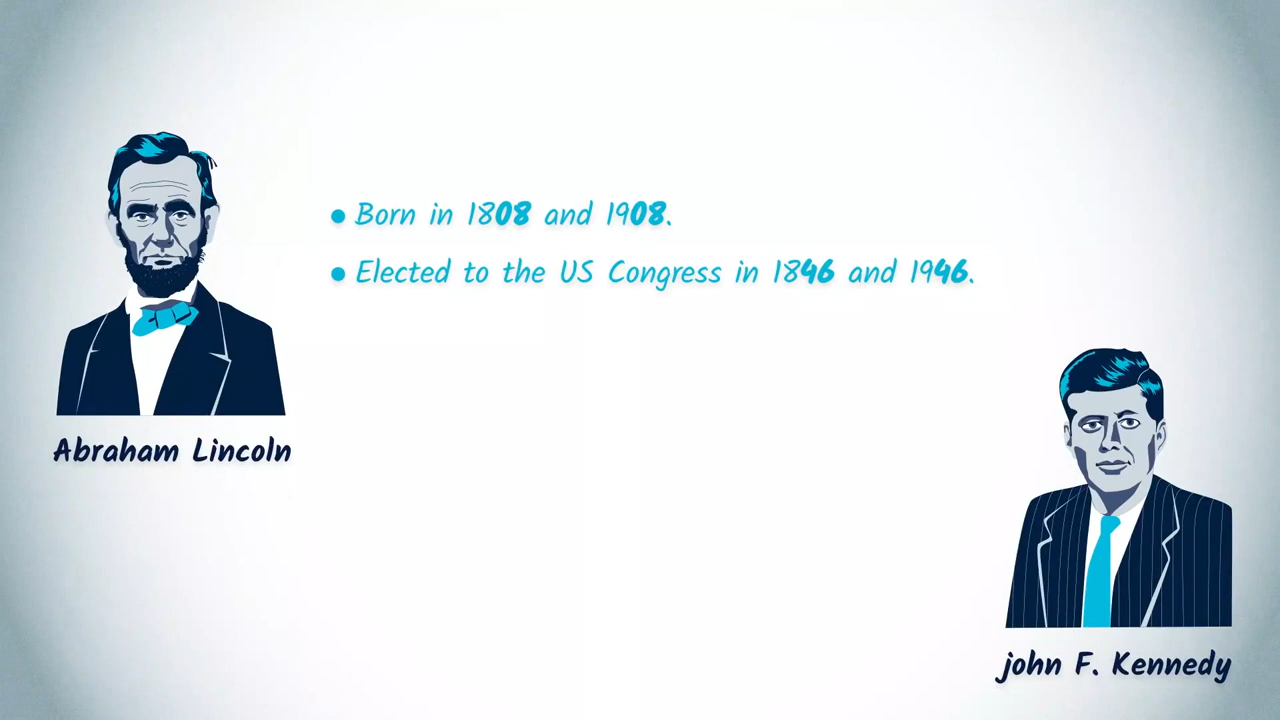 • Born in 1808 and 1908.
• Elected to the US Congress in 1846 and 1946.
Abraham Lincoln
john F. Kennedy